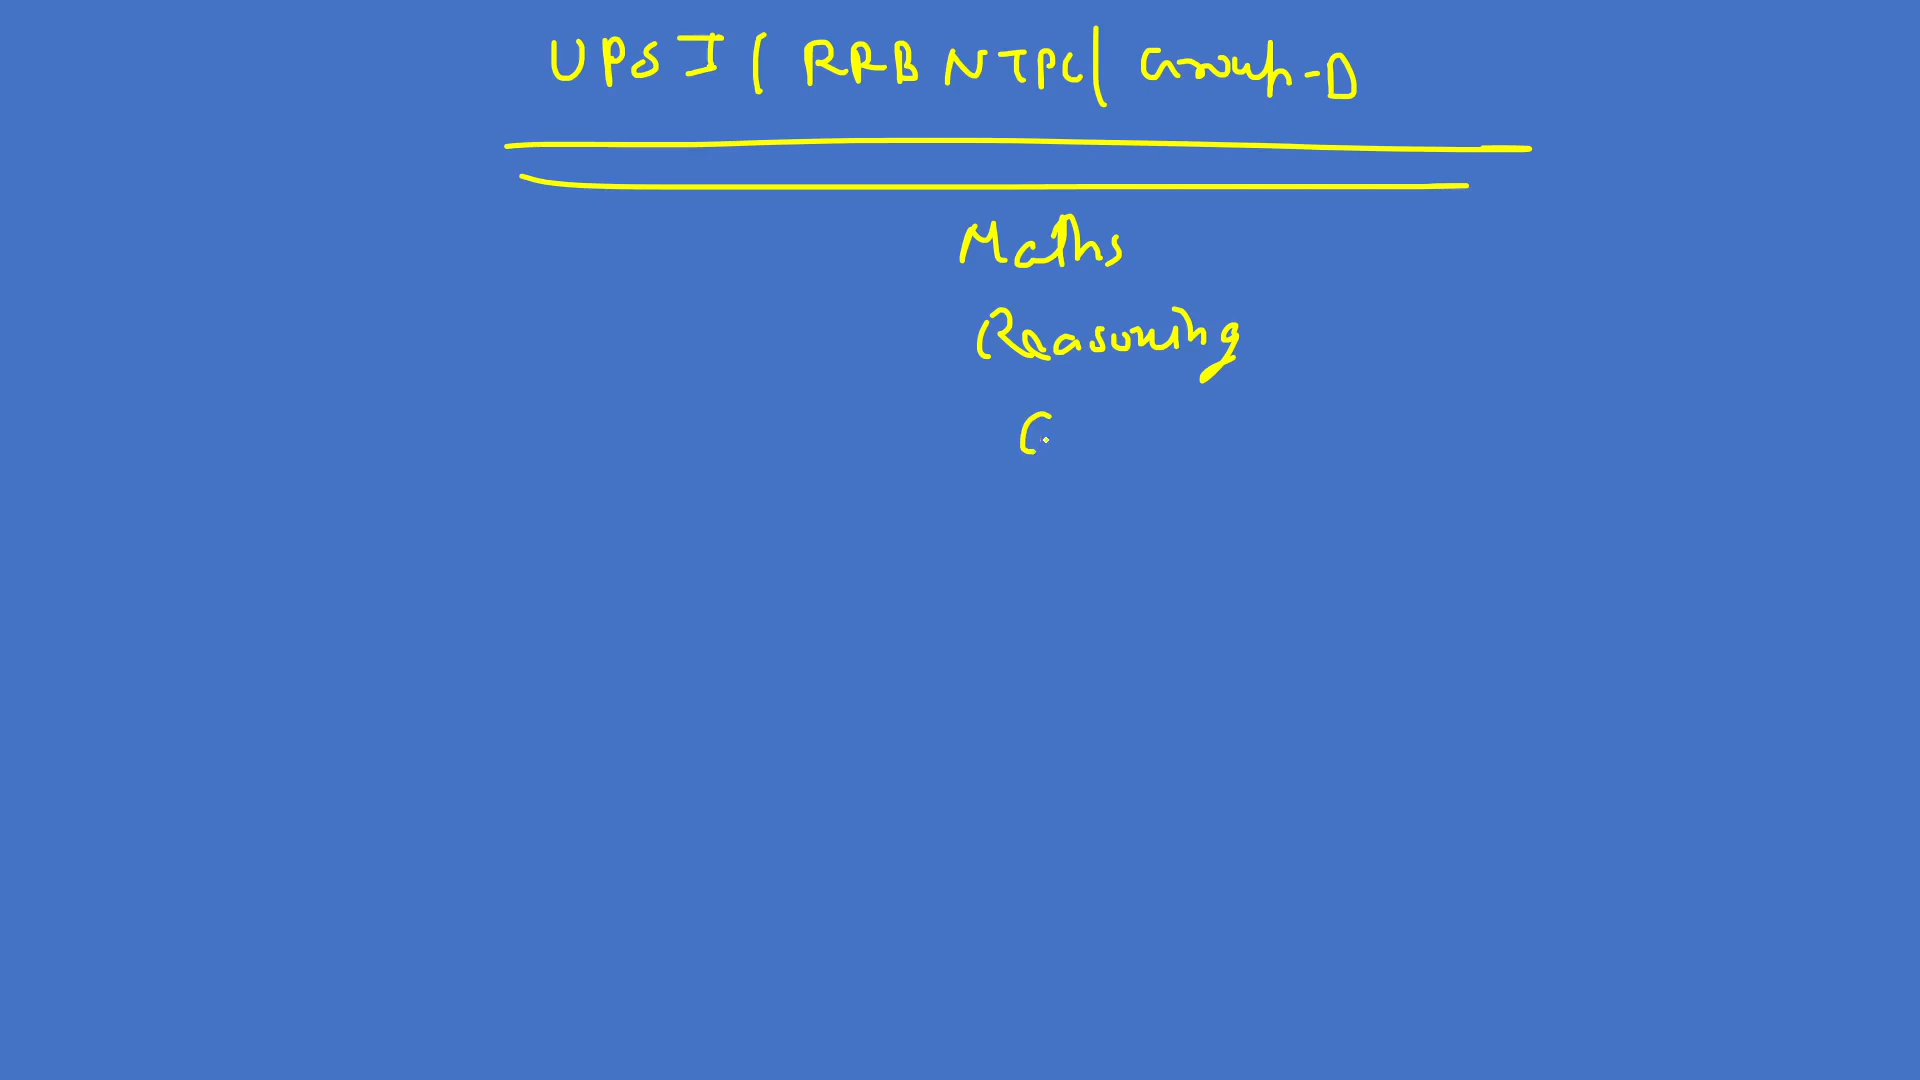 UPSI / RRB NTPC / Group-D
Maths
Reasoning